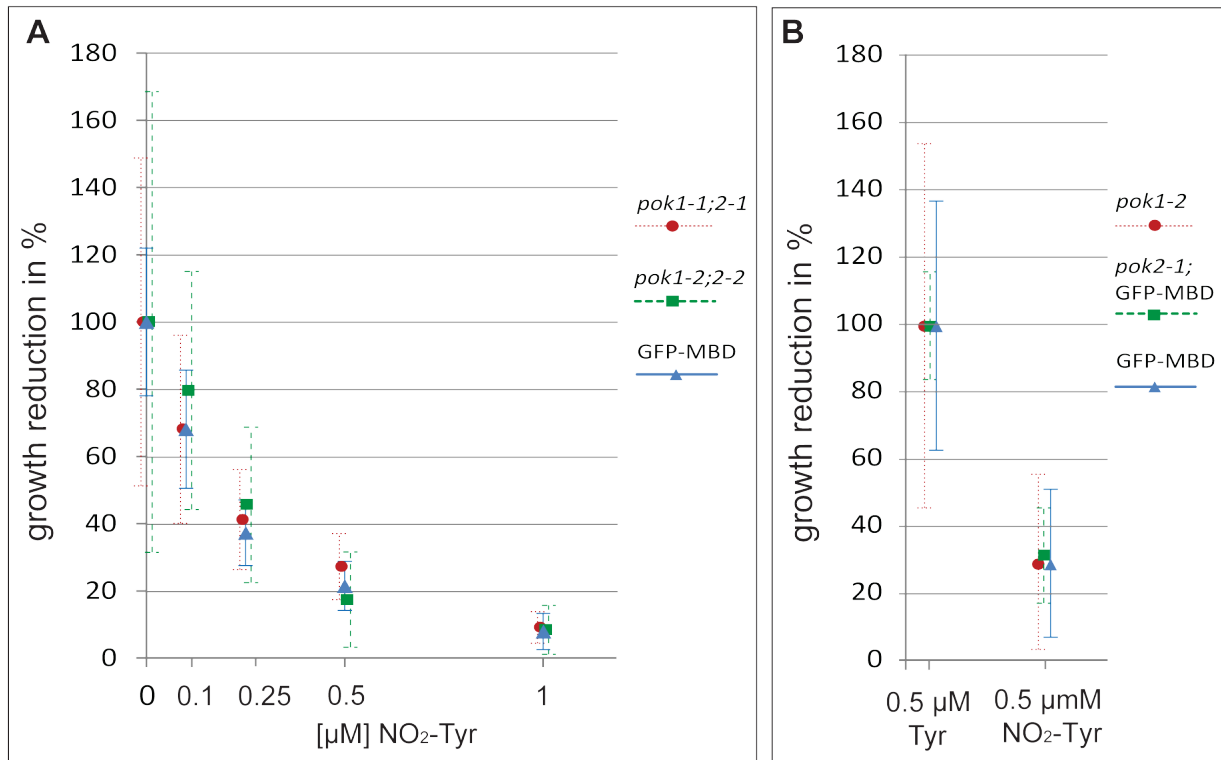 A
180
160
140
120
100
80
60
40
20
0
growth reduction in %
0
0.1
0.25
0.5
1
[µM] NO₂-Tyr
pok1-1;2-1
pok1-2;2-2
GFP-MBD
B
180
160
140
120
100
80
60
40
20
0
growth reduction in %
0.5 µM
Tyr
0.5 µmM
NO₂-Tyr
pok1-2
pok2-1;
GFP-MBD
GFP-MBD